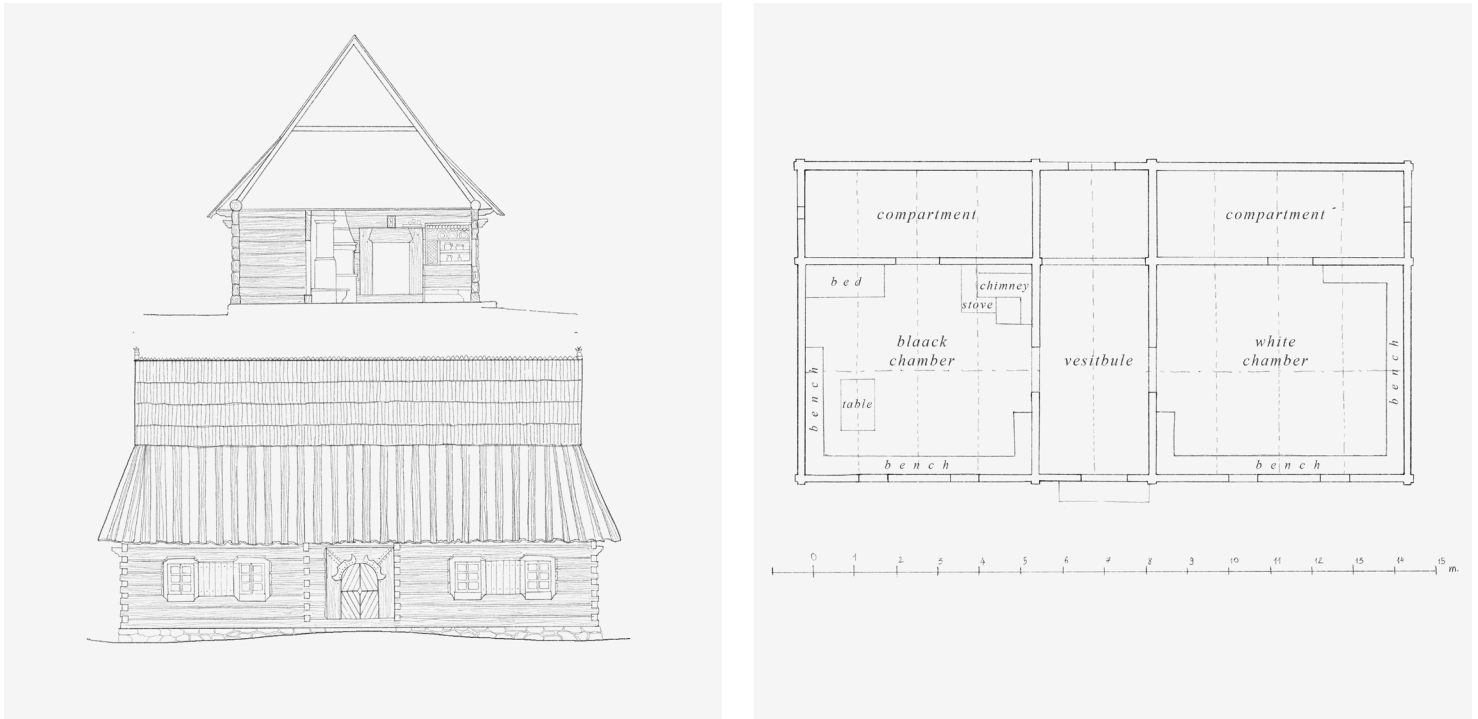 compartment
compartment
bed
chimney
stove
blaack
chamber
vesitbule
white
chamber
bench
bench
table
bench
bench
0 1 2 3 4 5 6 7 8 9 10 11 12 13 14 15 m.